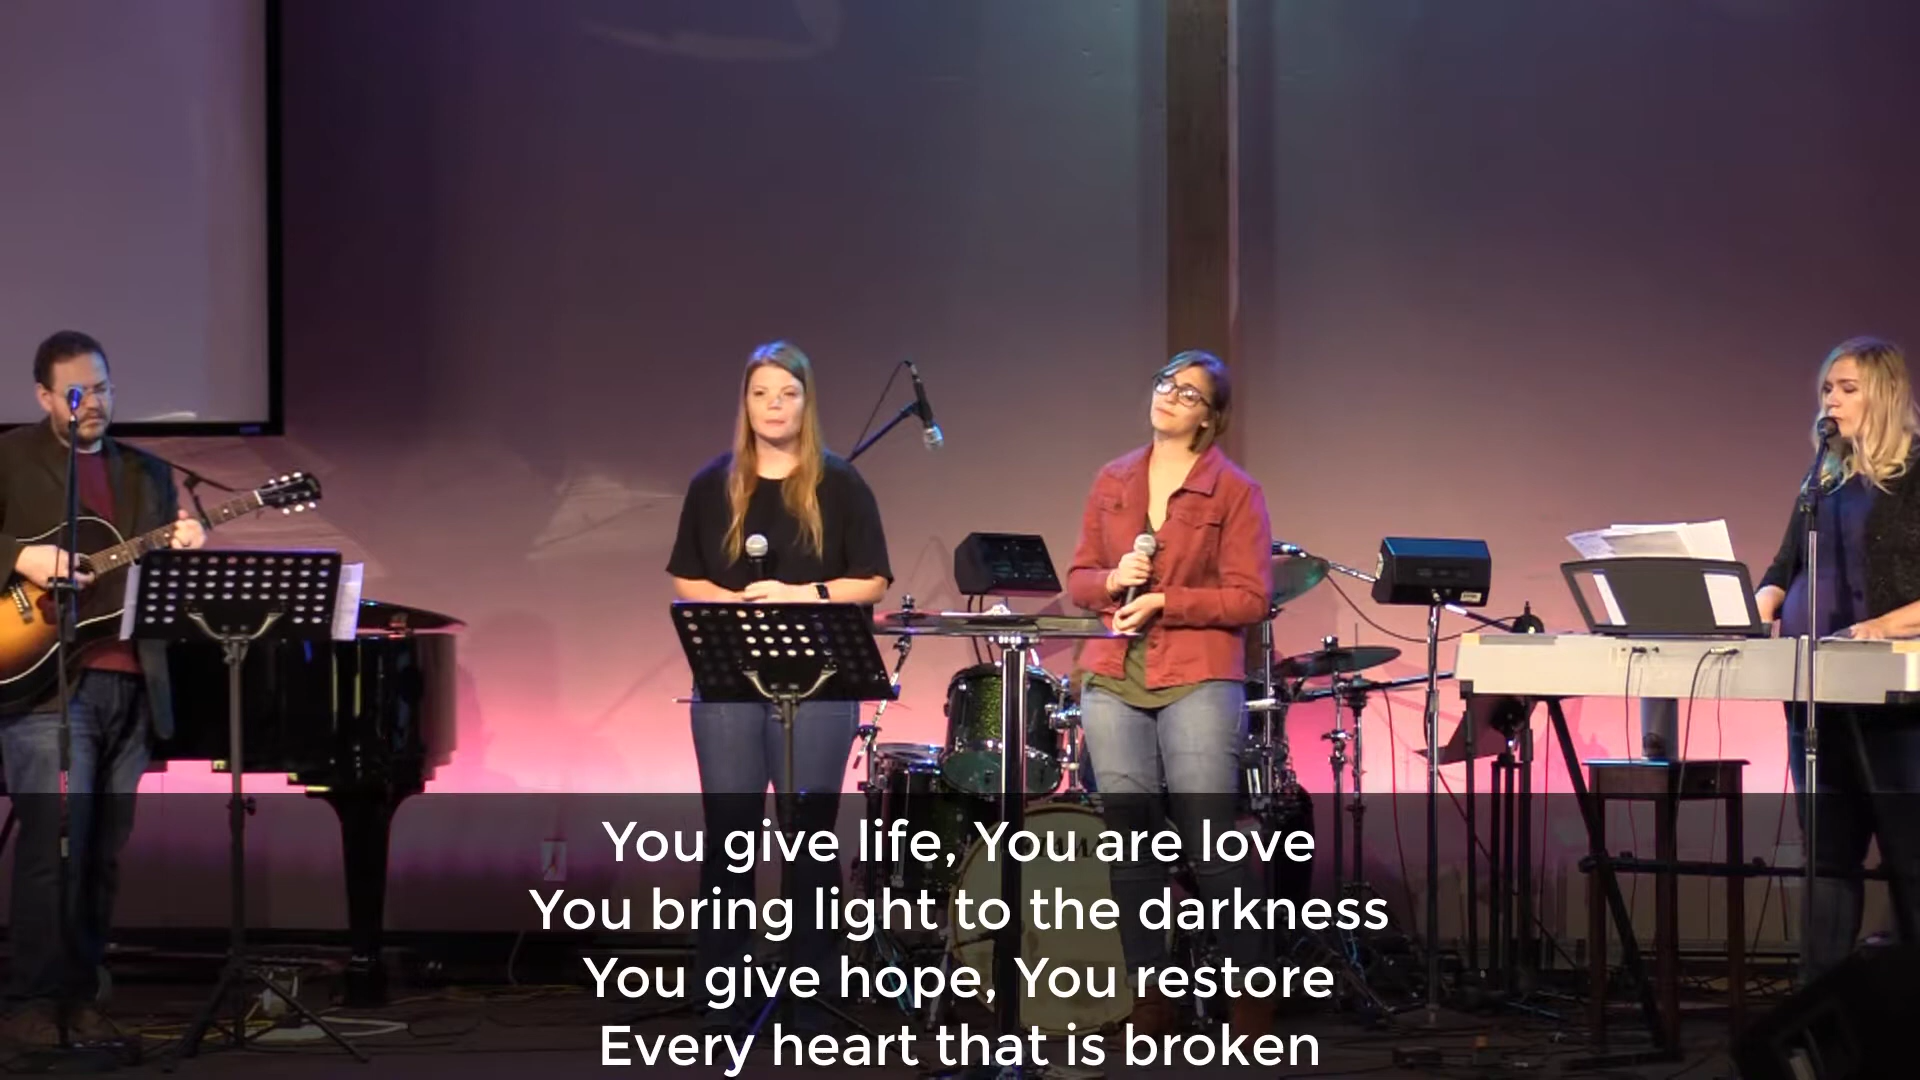 You give life, You are love
You bring light to the darkness
You give hope, You restore
Every heart that is broken